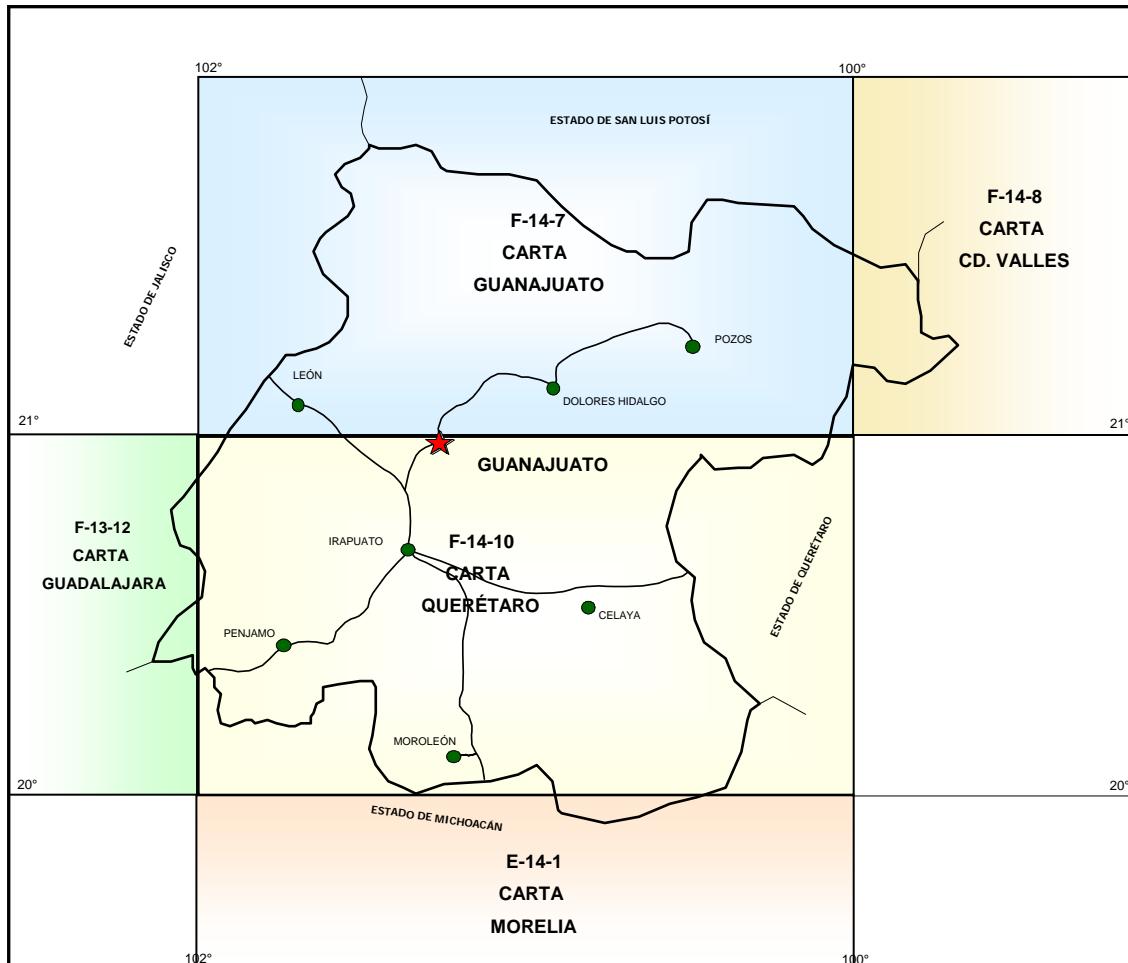 102°
100°
ESTADO DE SAN LUIS POTOSÍ
F-14-7
CARTA
GUANAJUATO
F-14-8
CARTA
CD. VALLES
ESTADO DE JALISCO
POZOS
LEÓN
DOLORES HIDALGO
21°
21°
GUANAJUATO
F-13-12
CARTA
GUADALAJARA
IRAPUATO
F-14-10
CARTA
QUERÉTARO
ESTADO DE QUERÉTARO
CELAYA
PENJAMO
MOROLEÓN
20°
20°
ESTADO DE MICHOACÁN
E-14-1
CARTA
MORELIA
102°
100°